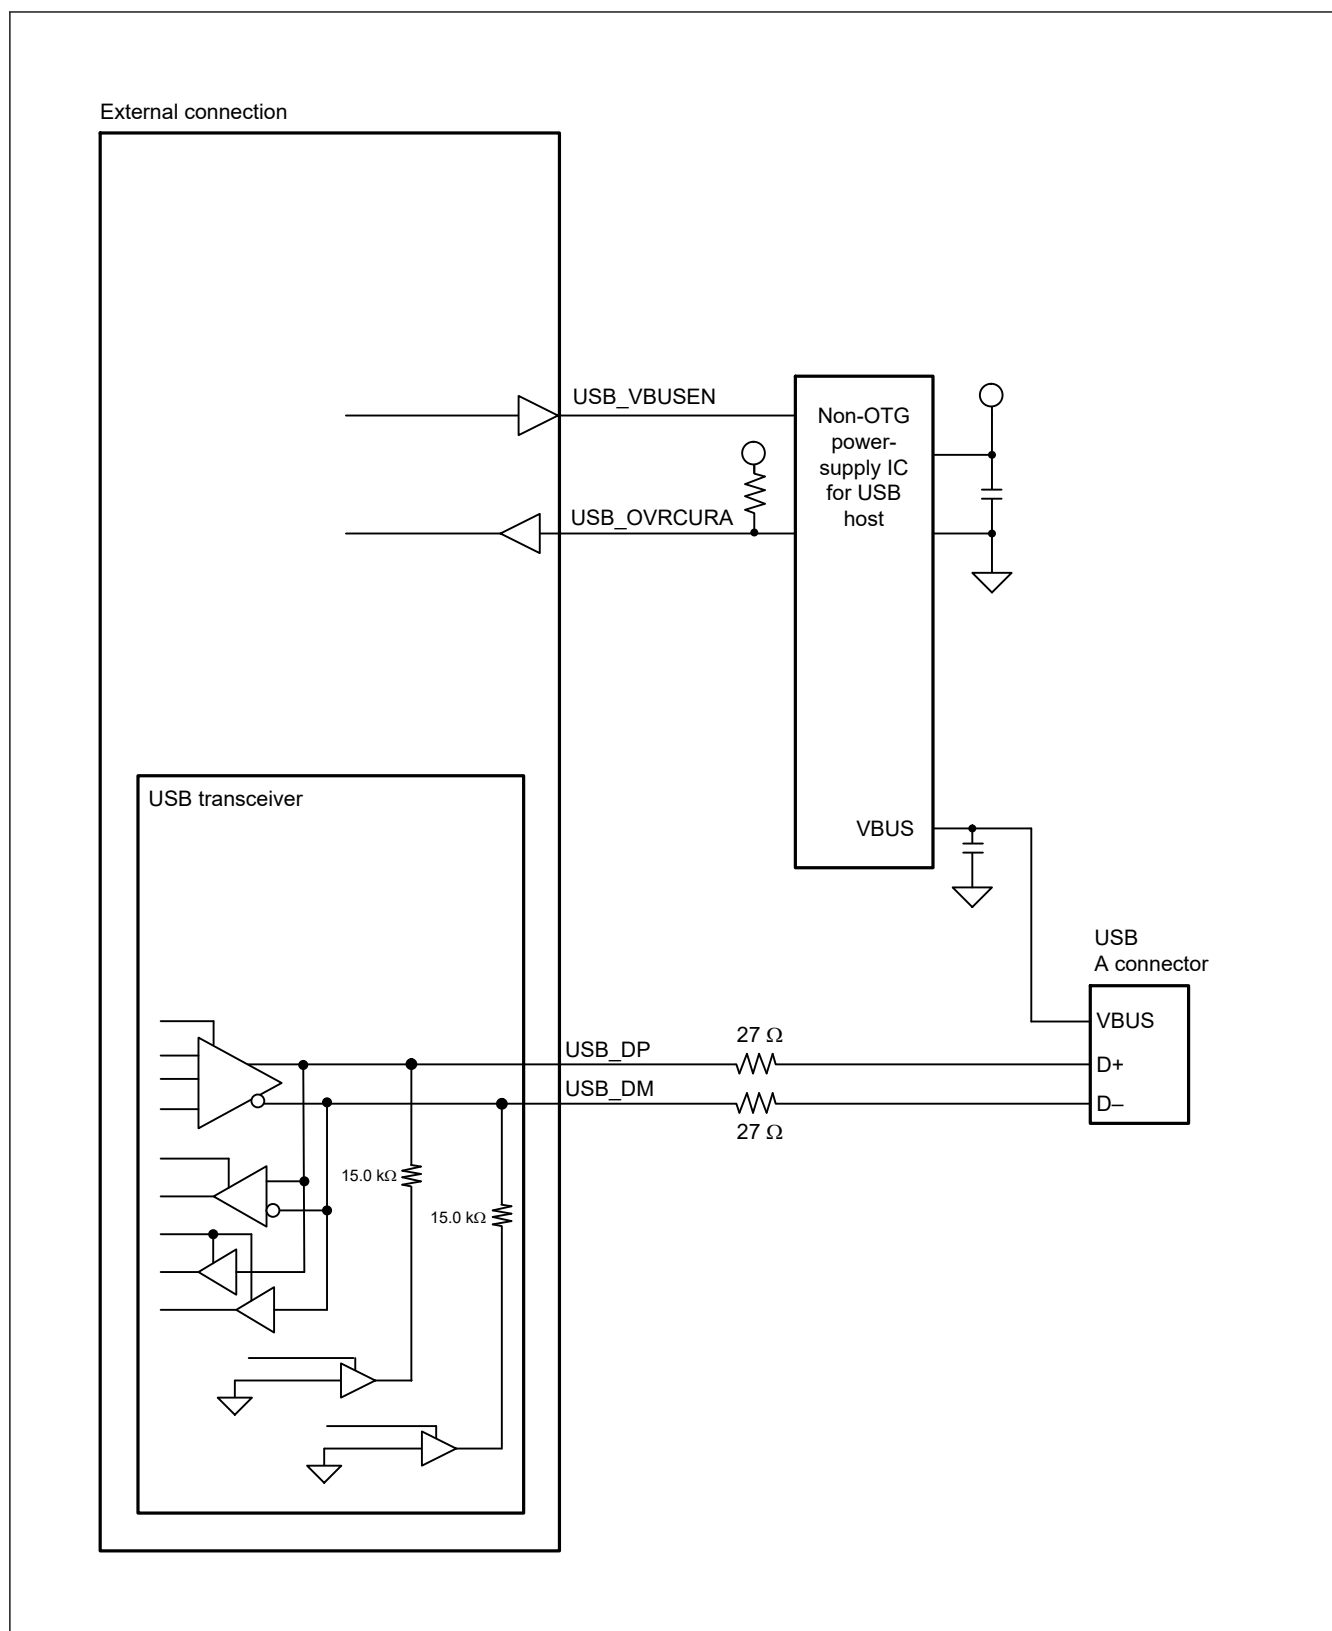 External connection
USB_VBUSEN
Non-OTG
power-
supply IC
for USB
host
USB_OVRCURA
USB transceiver
VBUS
USB
A connector
VBUS
27 Ω
USB_DP
D+
USB_DM
D–
27 Ω
15.0 kΩ
15.0 kΩ